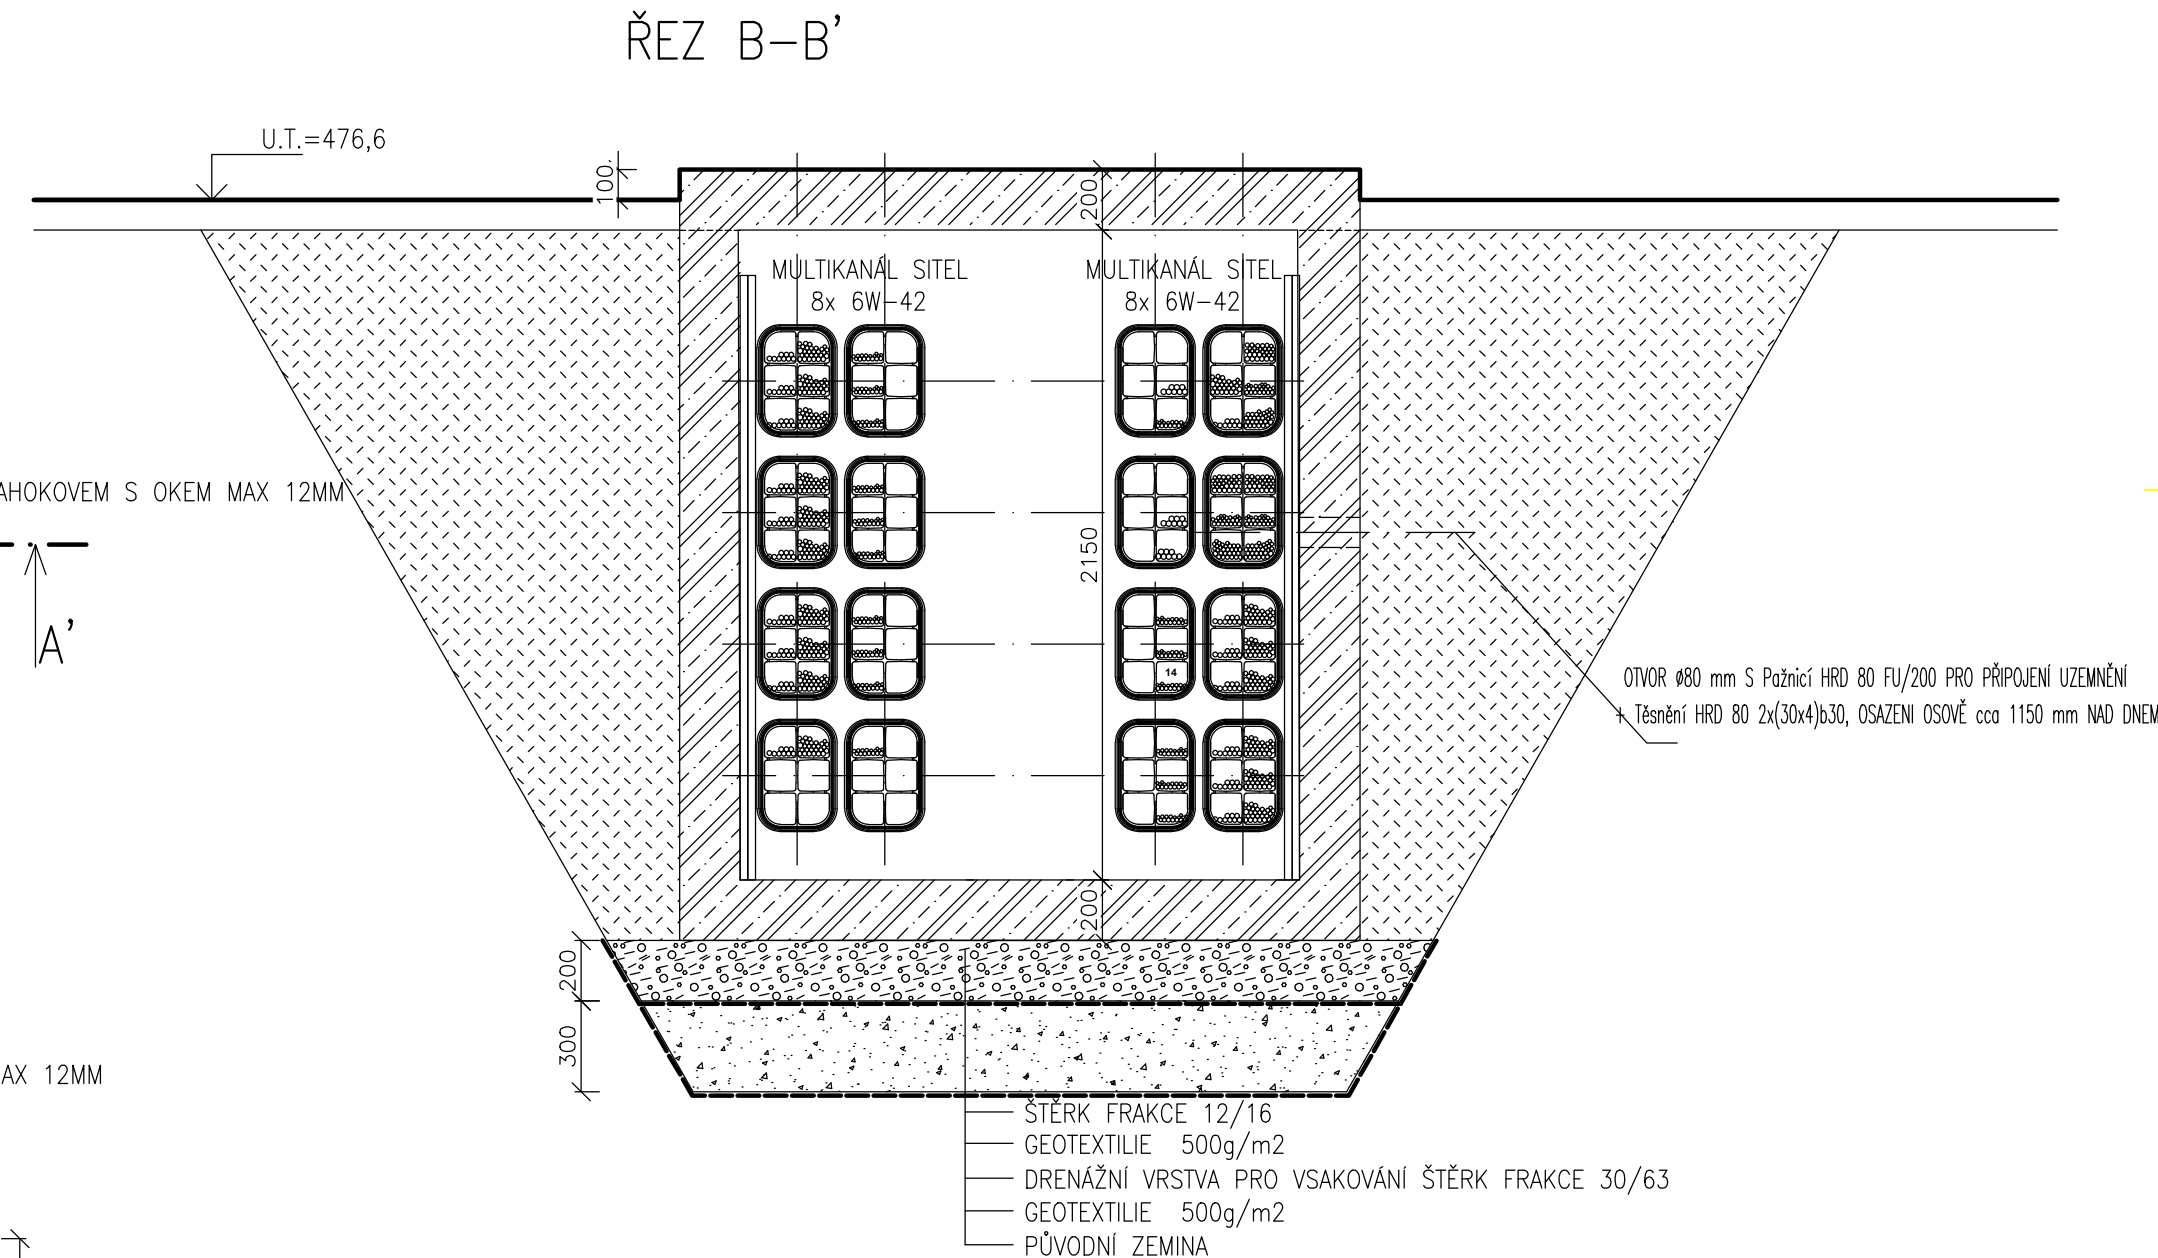 ŘEZ B–B'
U.T.=476,6
100
200
MULTIKANÁL SITEL
8x 6W–42
MULTIKANÁL SITEL
8x 6W–42
S OKEM MAX 12MM
2150
A'
14
OTVOR ø80 mm S Pažnicí HRD 80 FU/200 PRO PŘIPOJENÍ UZEMNĚNÍ
+ Těsnění HRD 80 2x(30x4)b30, OSAZENI OSOVĚ cca 1150 mm NAD DNEM
200
200
300
12MM
ŠTĚRK FRAKCE 12/16
GEOTEXTILIE 500g/m2
DRENÁŽNÍ VRSTVA PRO VSAKOVÁNÍ ŠTĚRK FRAKCE 30/63
GEOTEXTILIE 500g/m2
PŮVODNÍ ZEMINA